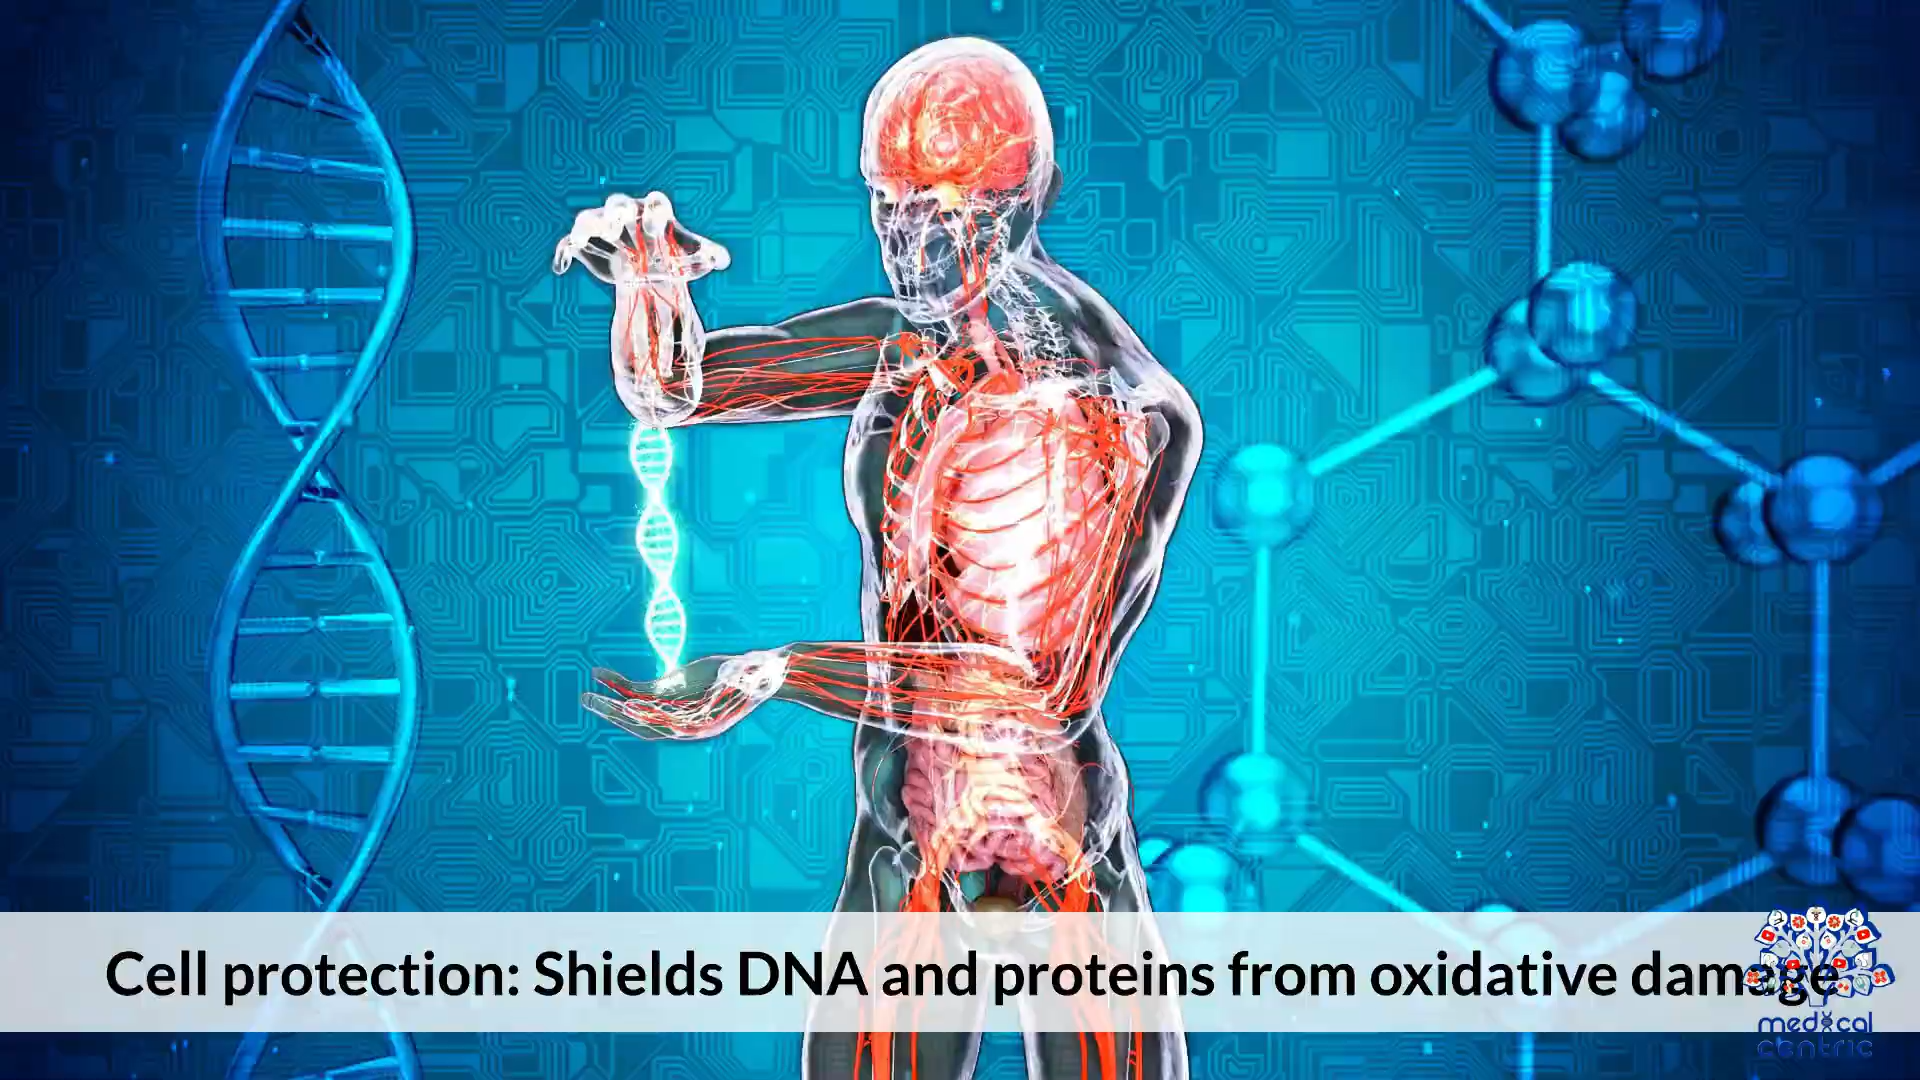 Cell protection: Shields DNA and proteins from oxidative damage
medical
centric